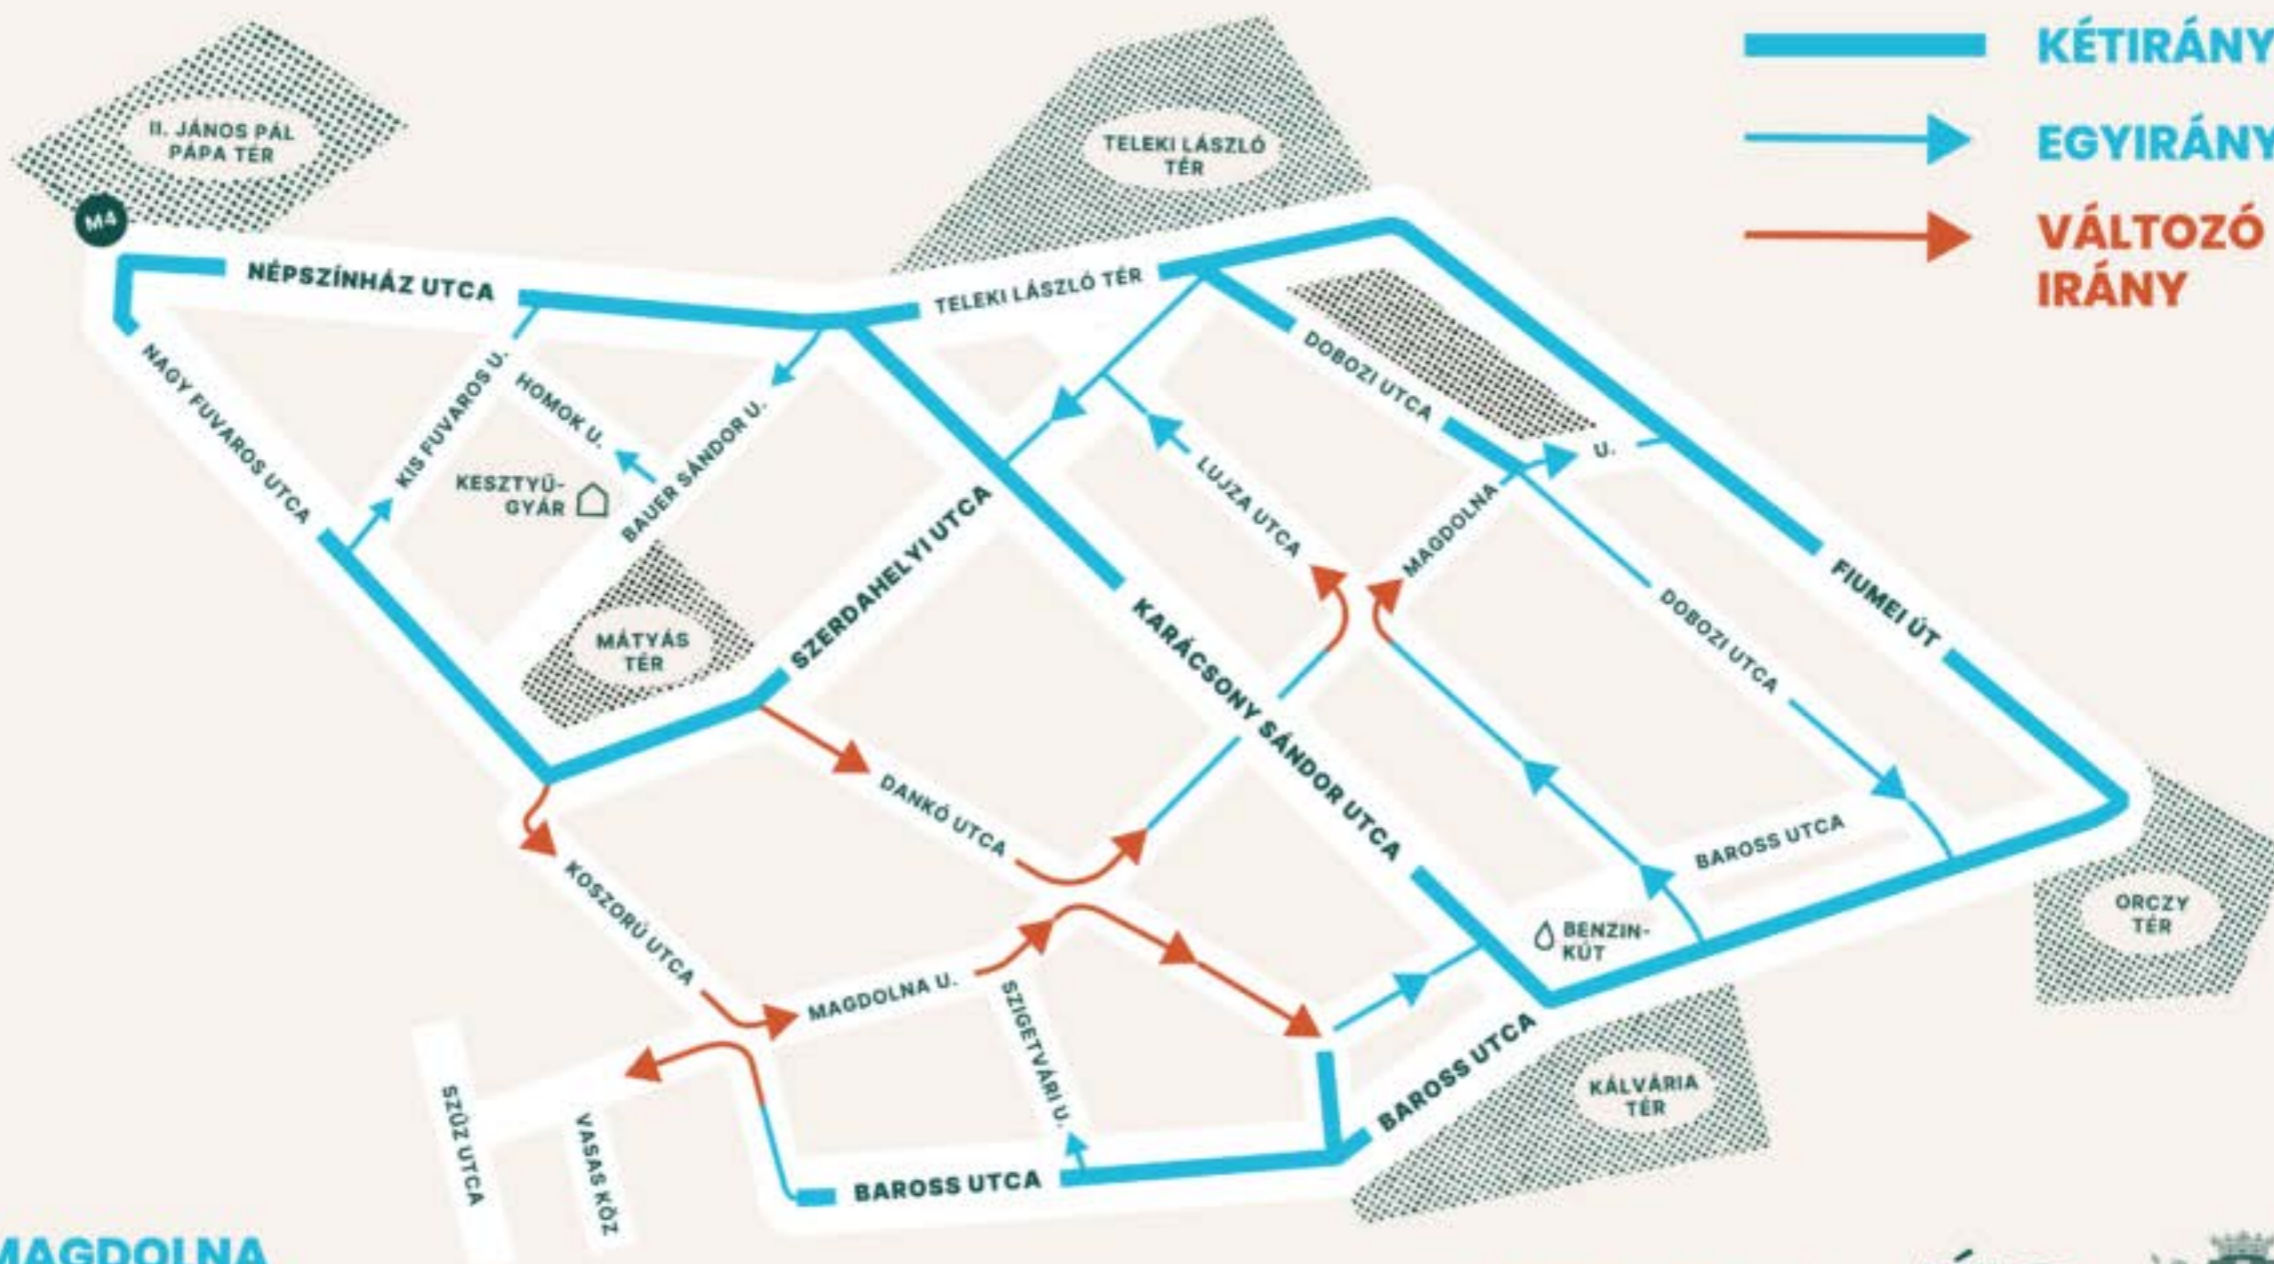 II. JÁNOS PÁL
PÁPA TÉR
M4
NÉPSZÍNHÁZ UTCA
TELEKI LÁSZLÓ
TÉR
TELEKI LÁSZLÓ TÉR
KÉTIRÁNY
EGYIRÁNY
VÁLTOZÓ
IRÁNY
NAGY FUVAROS UTCA
KIS FUVAROS U.
HOMOK U.
BAUER SÁNDOR U.
KESZTYŰ-
GYÁR
DOBOZI UTCA
U.
LUJZA UTCA
MAGDOLNA
SZERDAHELYI UTCA
MÁTYÁS
TÉR
KARÁCSONY SÁNDOR UTCA
FIUMEI ÚT
DOBOZI UTCA
DANKÓ UTCA
KOSZORÚ UTCA
BAROSS UTCA
BENZIN-
KÚT
ORCZY
TÉR
MAGDOLNA U.
SZIGETVÁRI U.
BAROSS UTCA
KÁLVÁRIA
TÉR
SZŰZ UTCA
VASAS KÖZ
BAROSS UTCA
MAGDOLNA